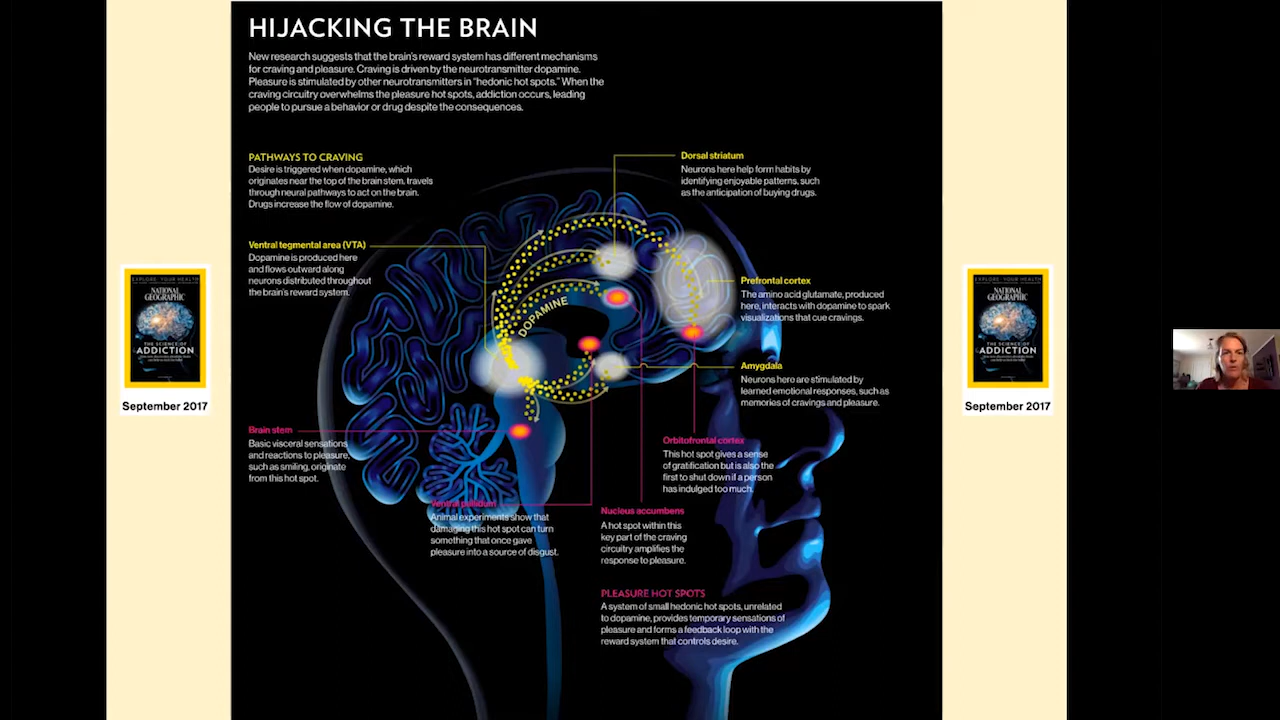 HIJACKING THE BRAIN
New research suggests that the brain's reward system has different mechanisms
for craving and pleasure. Craving is driven by the neurotransmitter dopamine.
Pleasure is stimulated by other neurotransmitters in "hedonic hot spots." When the
craving circuitry overwhelms the pleasure hot spots, addiction occurs, leading
people to pursue a behavior or drug despite the consequences.
PATHWAYS TO CRAVING
Desire is triggered when dopamine, which
originates near the top of the brain stem, travels
through neural pathways to act on the brain.
Drugs increase the flow of dopamine.
Dorsal striatum
Neurons here help form habits by
identifying enjoyable patterns, such
as the anticipation of buying drugs.
Ventral tegmental area (VTA)
Dopamine is produced here
and flows outward along
neurons distributed throughout
the brain's reward system.
DOPAMINE
Prefrontal cortex
The amino acid glutamate, produced
here, interacts with dopamine to spark
visualizations that cue cravings.
Amygdala
Neurons here are stimulated by
learned emotional responses, such as
memories of cravings and pleasure.
Brain stem
Basic visceral sensations
and reactions to pleasure,
such as smiling, originate
from this hot spot.
Orbitofrontal cortex
This hot spot gives a sense
of gratification but is also the
first to shut down if a person
has indulged too much.
Ventral pallidum
Animal experiments show that
damaging this hot spot can turn
something that once gave
pleasure into a source of disgust.
Nucleus accumbens
A hot spot within this
key part of the craving
circuitry amplifies the
response to pleasure.
PLEASURE HOT SPOTS
A system of small hedonic hot spots, unrelated
to dopamine, provides temporary sensations of
pleasure and forms a feedback loop with the
reward system that controls desire.
NATIONAL
GEOGRAPHIC
THE SCIENCE OF
ADDICTION
September 2017
NATIONAL
GEOGRAPHIC
THE SCIENCE OF
ADDICTION
September 2017